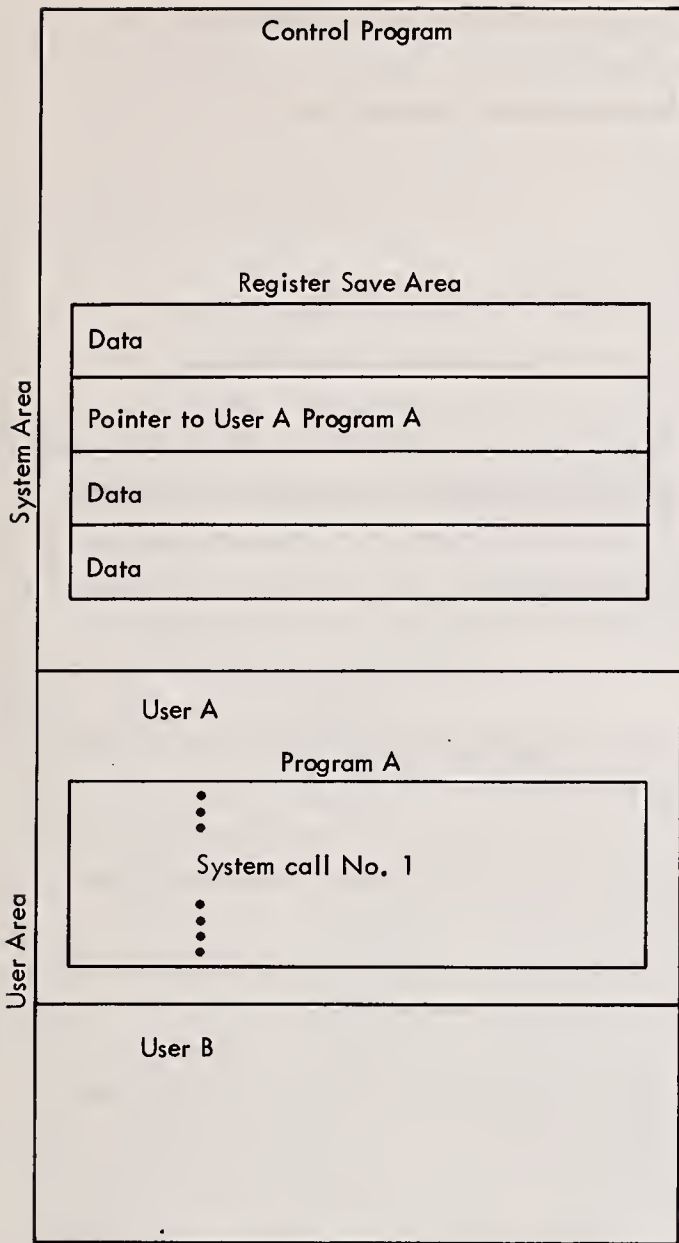 Control Program
Register Save Area
Data
Pointer to User A Program A
Data
Data
System Area
User A
Program A
System call No. 1
User Area
User B